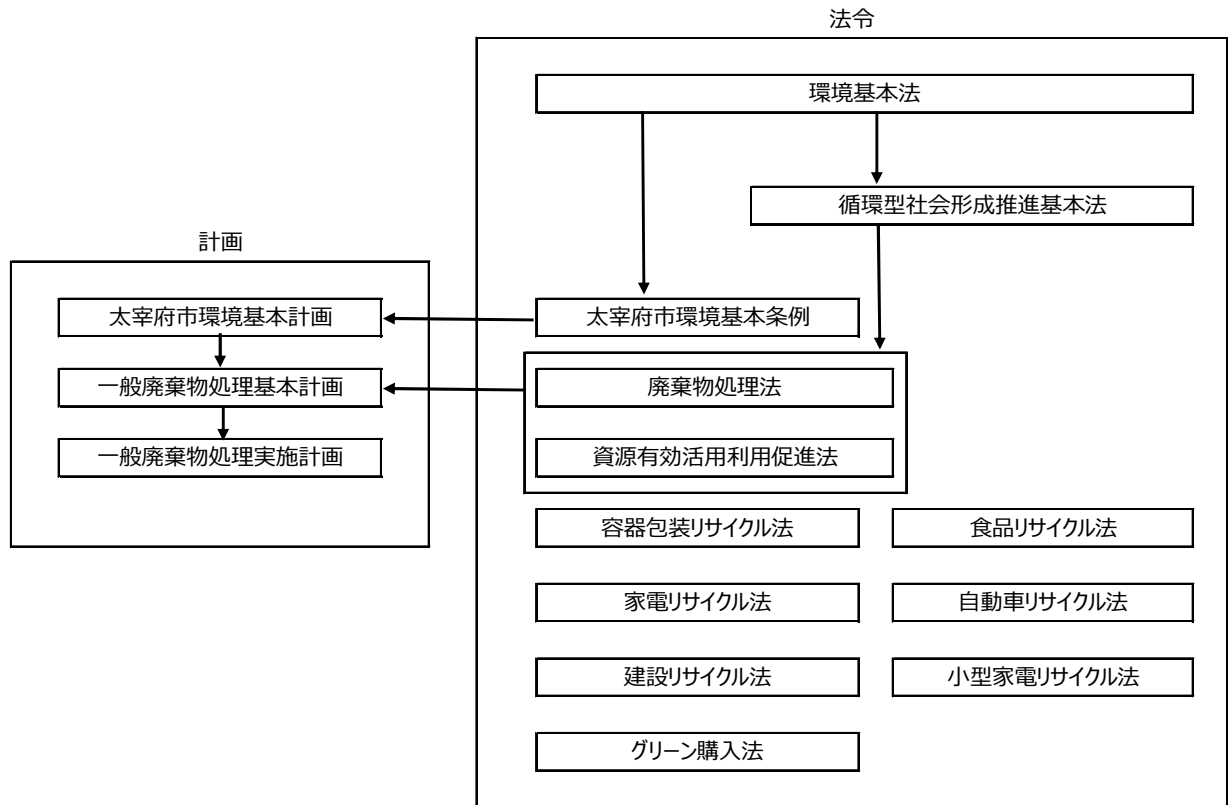 法令
環境基本法
循環型社会形成推進基本法
計画
太宰府市環境基本計画
太宰府市環境基本条例
一般廃棄物処理基本計画
廃棄物処理法
一般廃棄物処理実施計画
資源有効活用利用促進法
容器包装リサイクル法
食品リサイクル法
家電リサイクル法
自動車リサイクル法
建設リサイクル法
小型家電リサイクル法
グリーン購入法